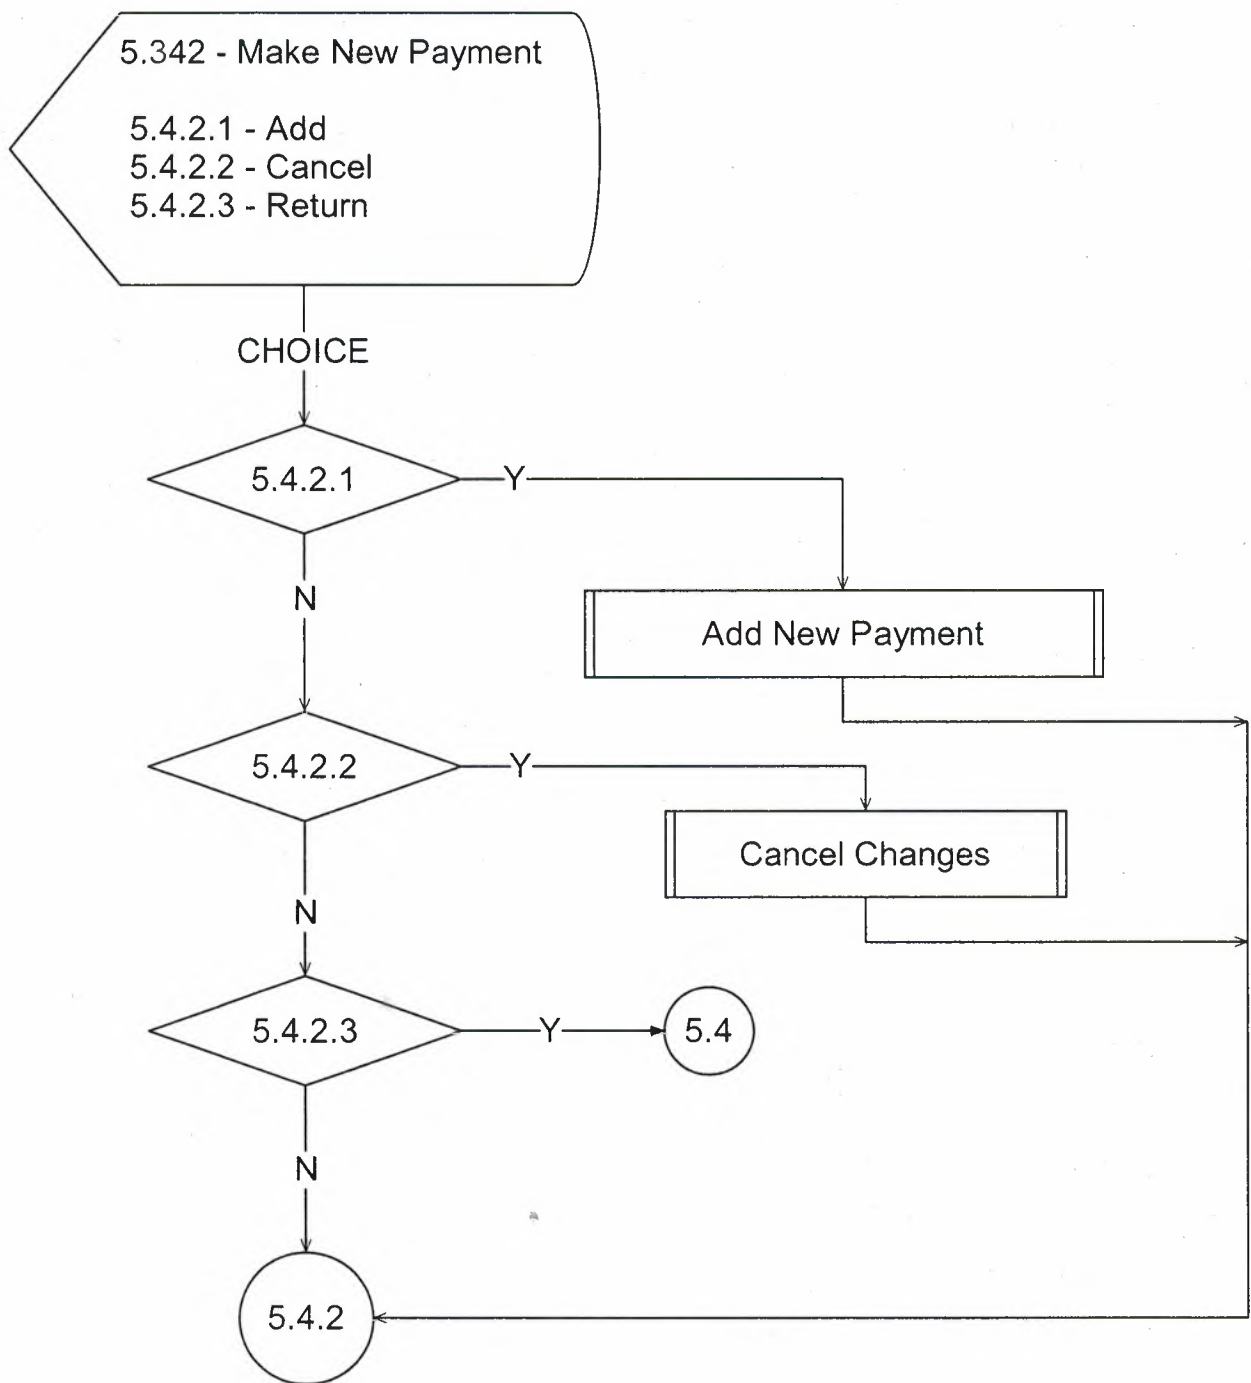 5.342 - Make New Payment
5.4.2.1 - Add
5.4.2.2 - Cancel
5.4.2.3 - Return
CHOICE
5.4.2.1
Y
N
Add New Payment
5.4.2.2
Y
Cancel Changes
N
5.4.2.3
Y
5.4
N
5.4.2